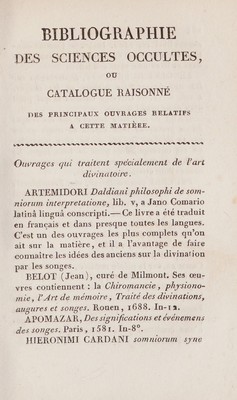 BIBLIOGRAPHIE
DES SCIENCES OCCULTES,
OU
CATALOGUE RAISONNÉ
DES PRINCIPAUX OUVRAGES RELATIFS
A CETTE MATIÈRE.
Ouvrages qui traitent spécialement de l'art
divinatoire.
ARTEMIDORI Daldiani philosophi de som-
niorum interpretatione, lib. v, a Jano Comario
latinâ linguâ conscripti.— Ce livre a été traduit
en français et dans presque toutes les langues.
C'est un des ouvrages les plus complets qu'on
ait sur la matière, et il a l'avantage de faire
connaître les idées des anciens sur la divination
par les songes.
BELOT (Jean), curé de Milmont. Ses œu-
vres contiennent : la Chiromancie, physiono-
mie, l'Art de mémoire, Traité des divinations,
augures et songes. Rouen, 1688. In-12.
APOMAZAR, Des significations et événemens
des songes. Paris, 1581. In-8°.
HIERONIMI CARDANI somniorum syne